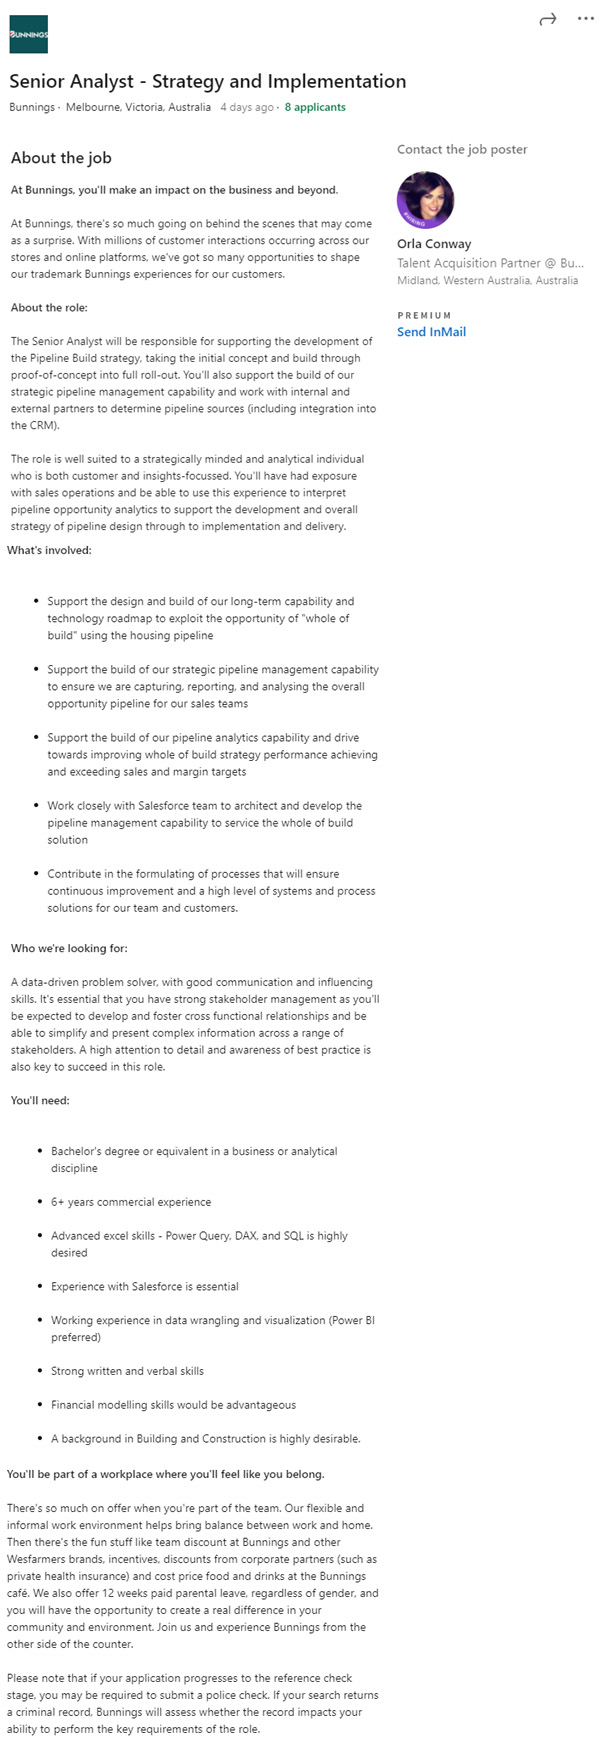 BUNNINGS
Senior Analyst - Strategy and Implementation
Bunnings · Melbourne, Victoria, Australia 4 days ago · 8 applicants
About the job
At Bunnings, you'll make an impact on the business and beyond.
At Bunnings, there's so much going on behind the scenes that may come
as a surprise. With millions of customer interactions occurring across our
stores and online platforms, we've got so many opportunities to shape
our trademark Bunnings experiences for our customers.
About the role:
The Senior Analyst will be responsible for supporting the development of
the Pipeline Build strategy, taking the initial concept and build through
proof-of-concept into full roll-out. You'll also support the build of our
strategic pipeline management capability and work with internal and
external partners to determine pipeline sources (including integration into
the CRM).
The role is well suited to a strategically minded and analytical individual
who is both customer and insights-focussed. You'll have had exposure
with sales operations and be able to use this experience to interpret
pipeline opportunity analytics to support the development and overall
strategy of pipeline design through to implementation and delivery.
What's involved:
• Support the design and build of our long-term capability and
technology roadmap to exploit the opportunity of "whole of
build" using the housing pipeline
• Support the build of our strategic pipeline management capability
to ensure we are capturing, reporting, and analysing the overall
opportunity pipeline for our sales teams
• Support the build of our pipeline analytics capability and drive
towards improving whole of build strategy performance achieving
and exceeding sales and margin targets
• Work closely with Salesforce team to architect and develop the
pipeline management capability to service the whole of build
solution
• Contribute in the formulating of processes that will ensure
continuous improvement and a high level of systems and process
solutions for our team and customers.
Who we're looking for:
A data-driven problem solver, with good communication and influencing
skills. It's essential that you have strong stakeholder management as you'll
be expected to develop and foster cross functional relationships and be
able to simplify and present complex information across a range of
stakeholders. A high attention to detail and awareness of best practice is
also key to succeed in this role.
You'll need:
• Bachelor's degree or equivalent in a business or analytical
discipline
• 6+ years commercial experience
• Advanced excel skills - Power Query, DAX, and SQL is highly
desired
• Experience with Salesforce is essential
• Working experience in data wrangling and visualization (Power BI
preferred)
• Strong written and verbal skills
• Financial modelling skills would be advantageous
• A background in Building and Construction is highly desirable.
You'll be part of a workplace where you'll feel like you belong.
There's so much on offer when you're part of the team. Our flexible and
informal work environment helps bring balance between work and home.
Then there's the fun stuff like team discount at Bunnings and other
Wesfarmers brands, incentives, discounts from corporate partners (such as
private health insurance) and cost price food and drinks at the Bunnings
café. We also offer 12 weeks paid parental leave, regardless of gender, and
you will have the opportunity to create a real difference in your
community and environment. Join us and experience Bunnings from the
other side of the counter.
Please note that if your application progresses to the reference check
stage, you may be required to submit a police check. If your search returns
a criminal record, Bunnings will assess whether the record impacts your
ability to perform the key requirements of the role.
Contact the job poster
#HIRING
Orla Conway
Talent Acquisition Partner @ Bu...
Midland, Western Australia, Australia
PREMIUM
Send InMail